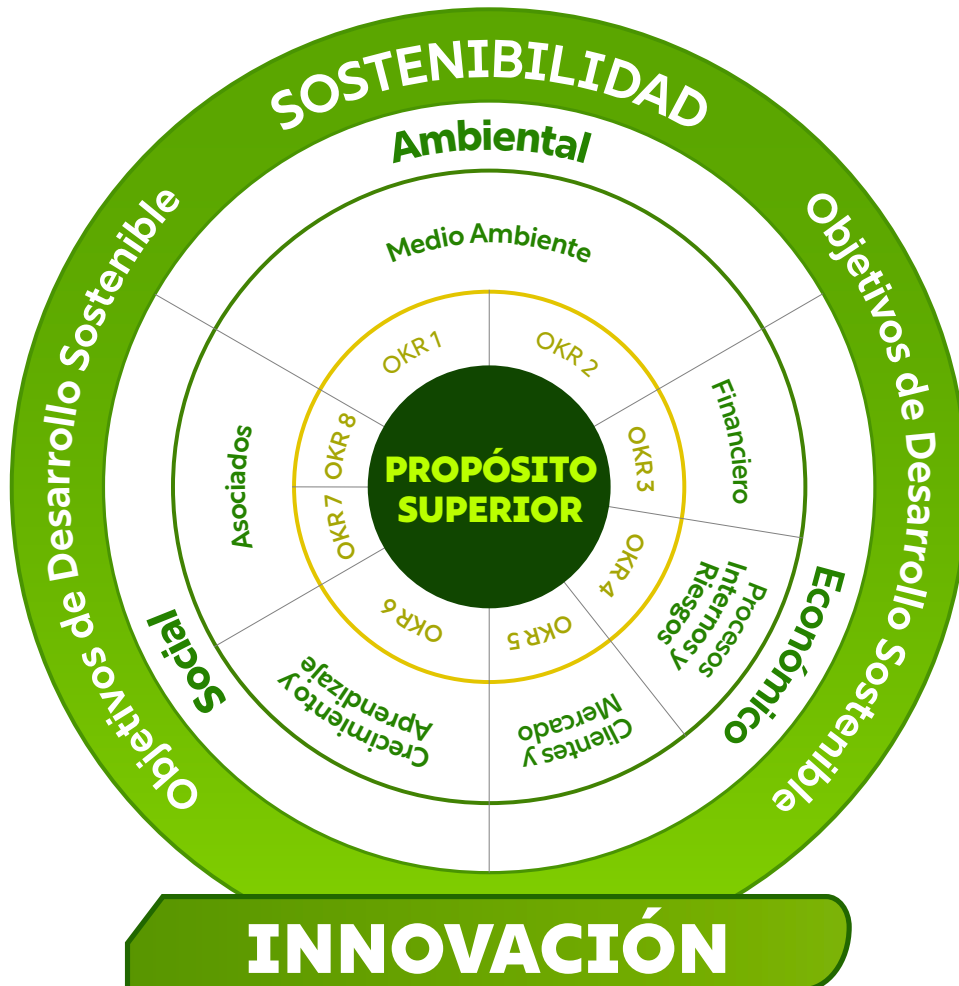 SOSTENIBILIDAD
Objetivos de Desarrollo Sostenible
Objetivos de Desarrollo Sostenible
Ambiental
Económico
Social
Medio Ambiente
Financiero
Procesos
Internos y
Riesgos
Clientes y
Mercado
Crecimiento y
Aprendizaje
Asociados
OKR 1
OKR 2
OKR 3
OKR 4
OKR 5
OKR 6
OKR 7
OKR 8
PROPÓSITO
SUPERIOR
INNOVACIÓN